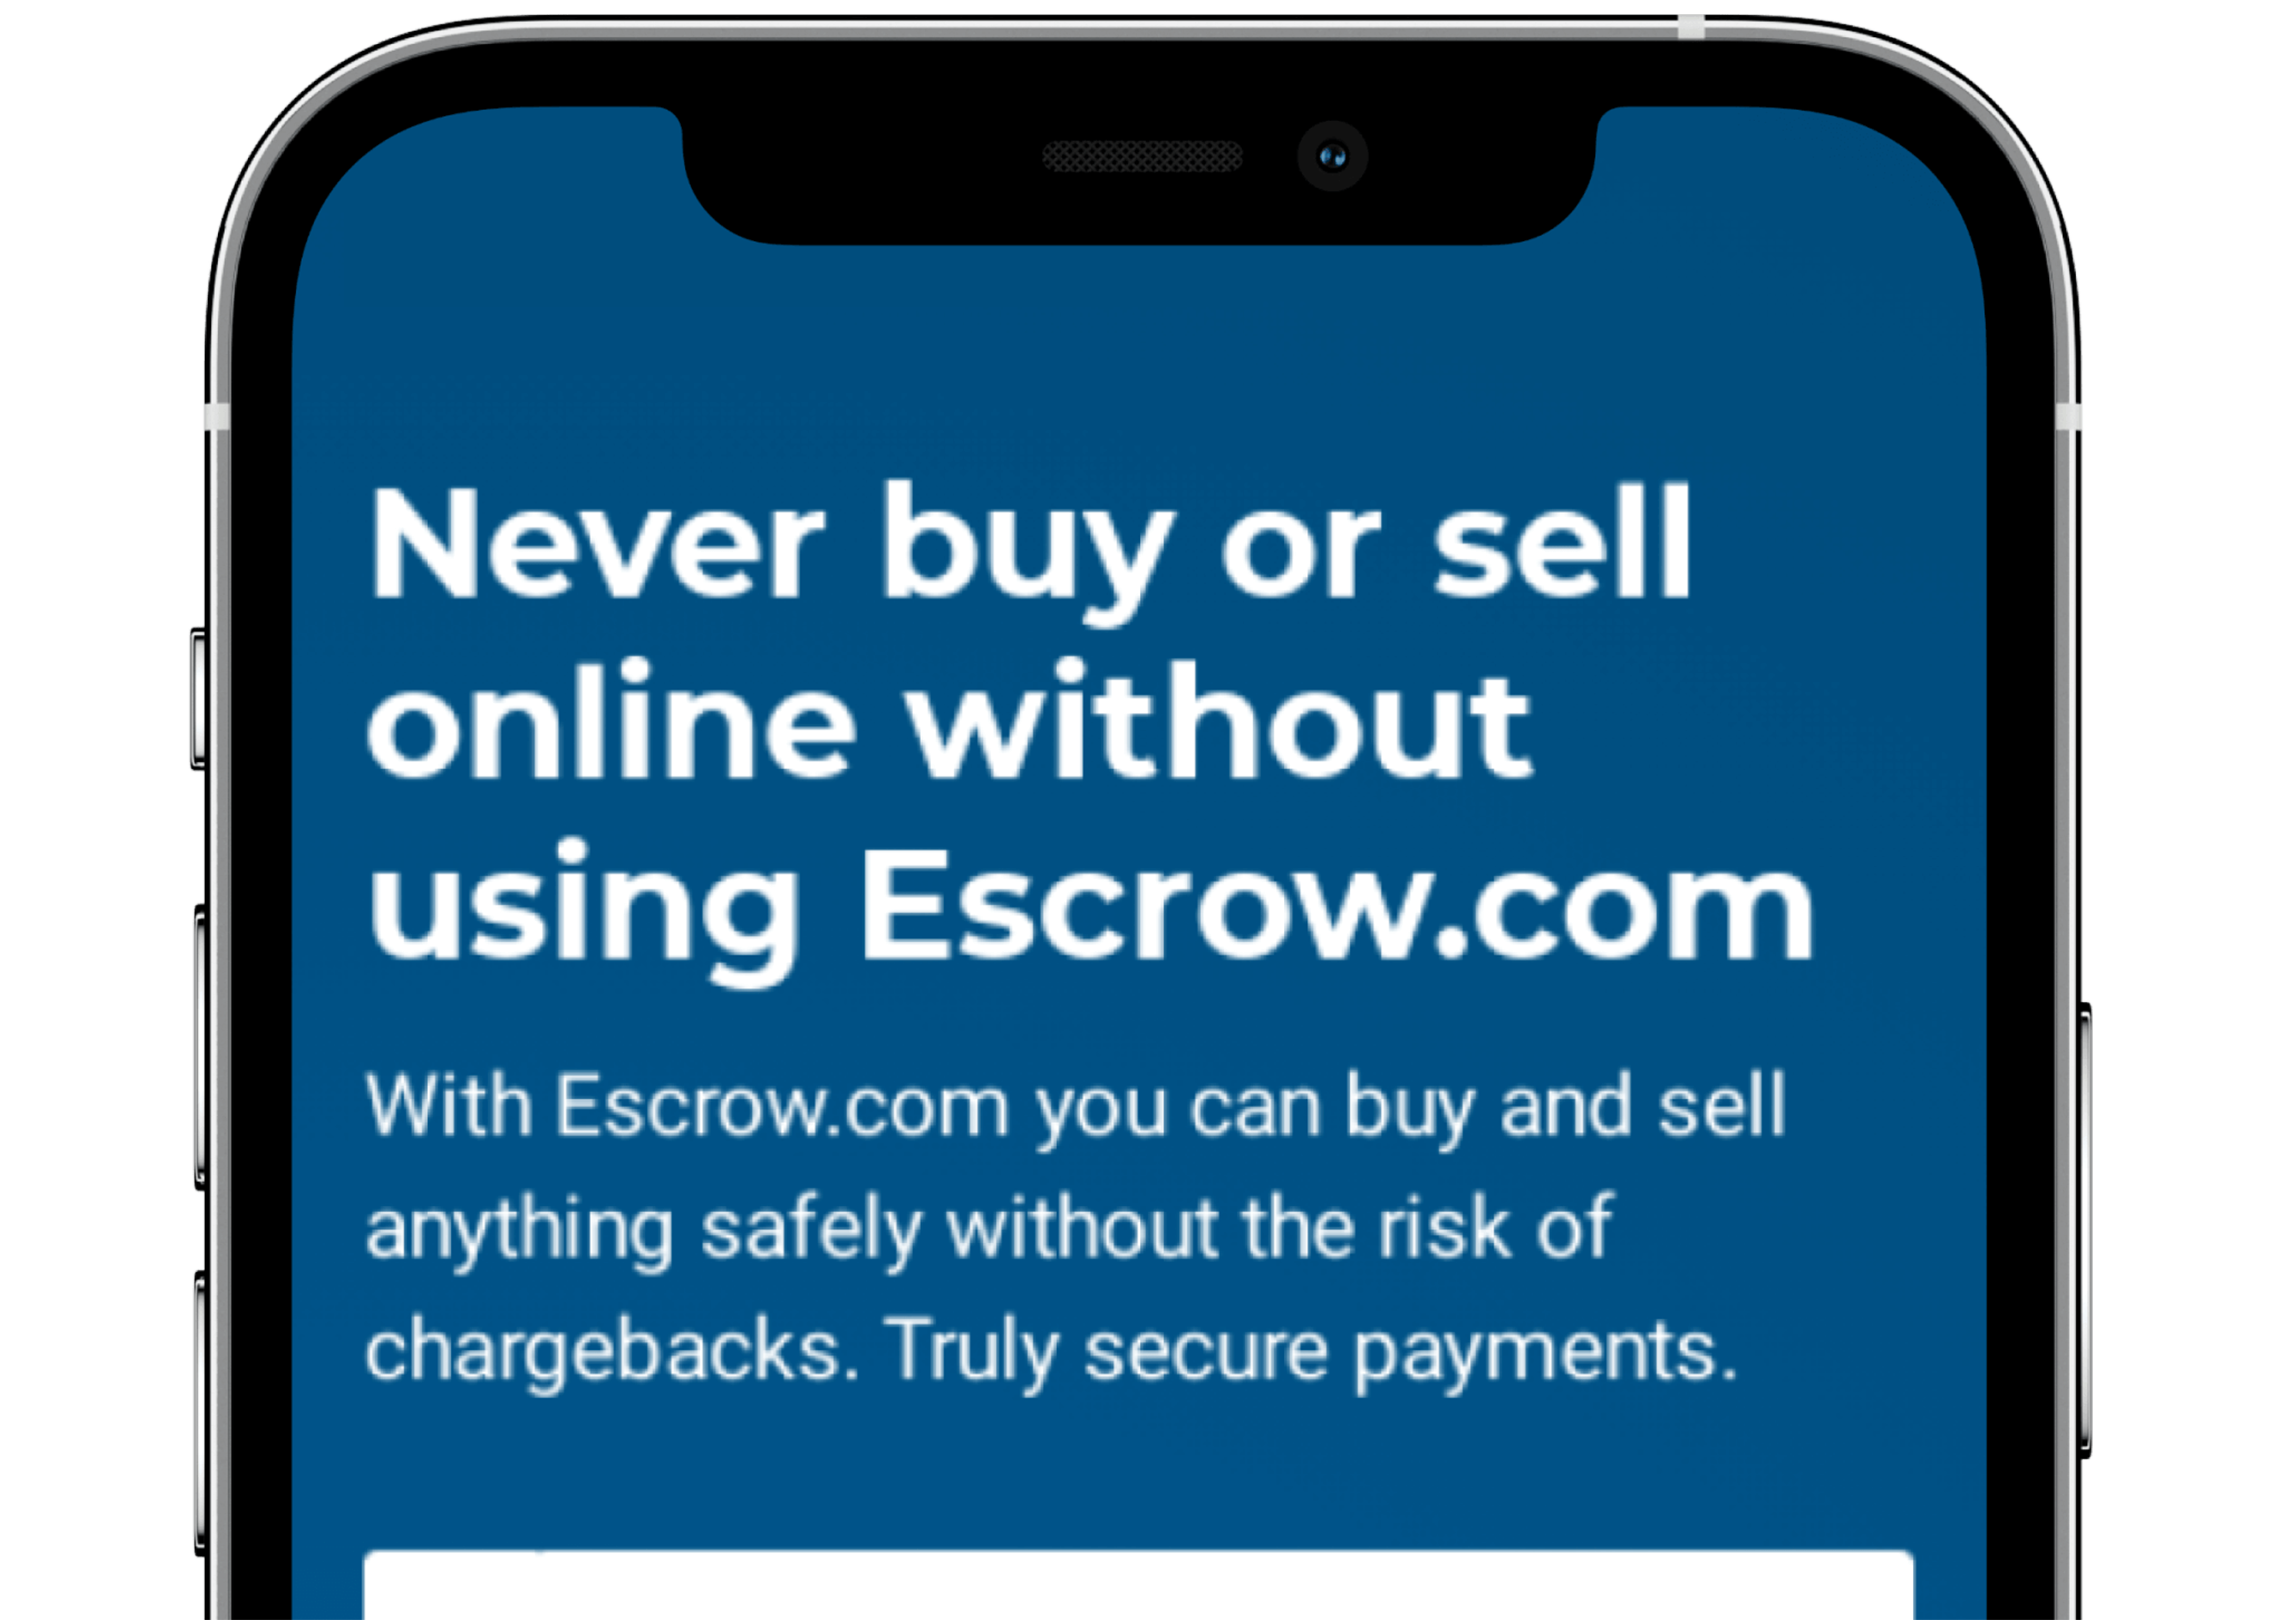 Never buy or sell
online without
using Escrow.com
With Escrow.com you can buy and sell
anything safely without the risk of
chargebacks. Truly secure payments.